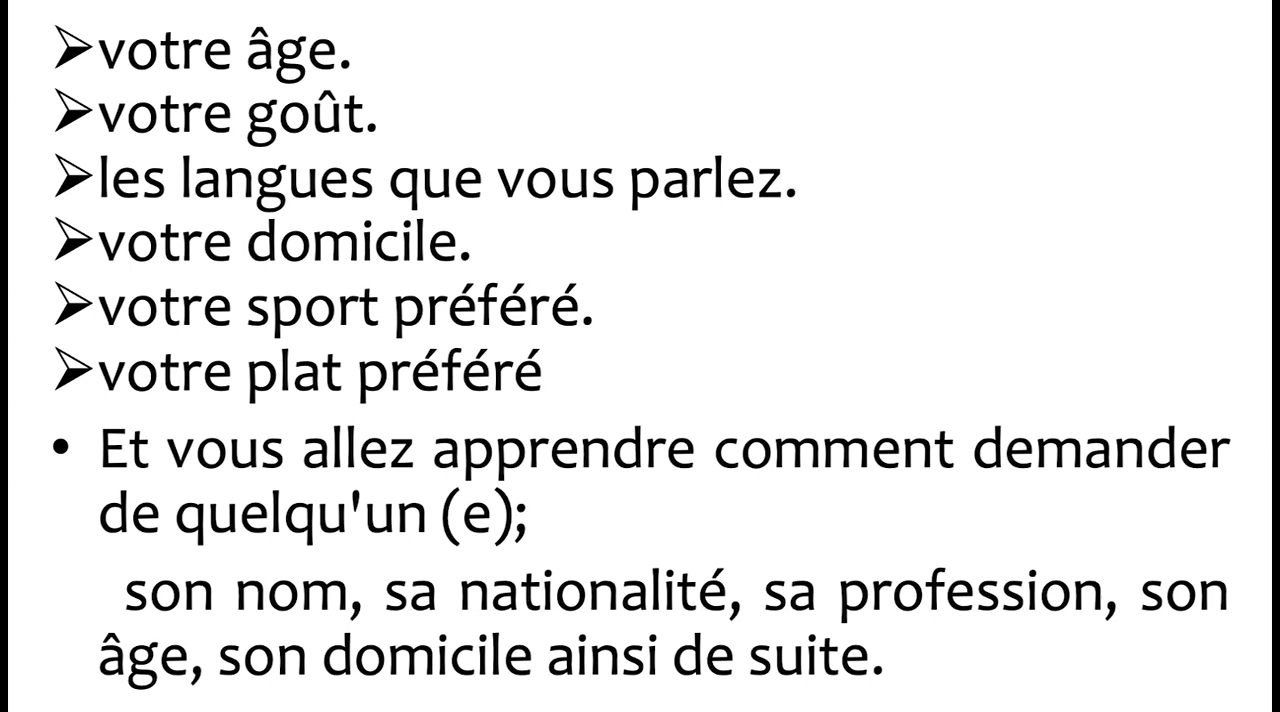 ➢votre âge.
➢votre goût.
➢les langues que vous parlez.
➢votre domicile.
➢votre sport préféré.
➢votre plat préféré
• Et vous allez apprendre comment demander
de quelqu'un (e);
son nom, sa nationalité, sa profession, son
âge, son domicile ainsi de suite.